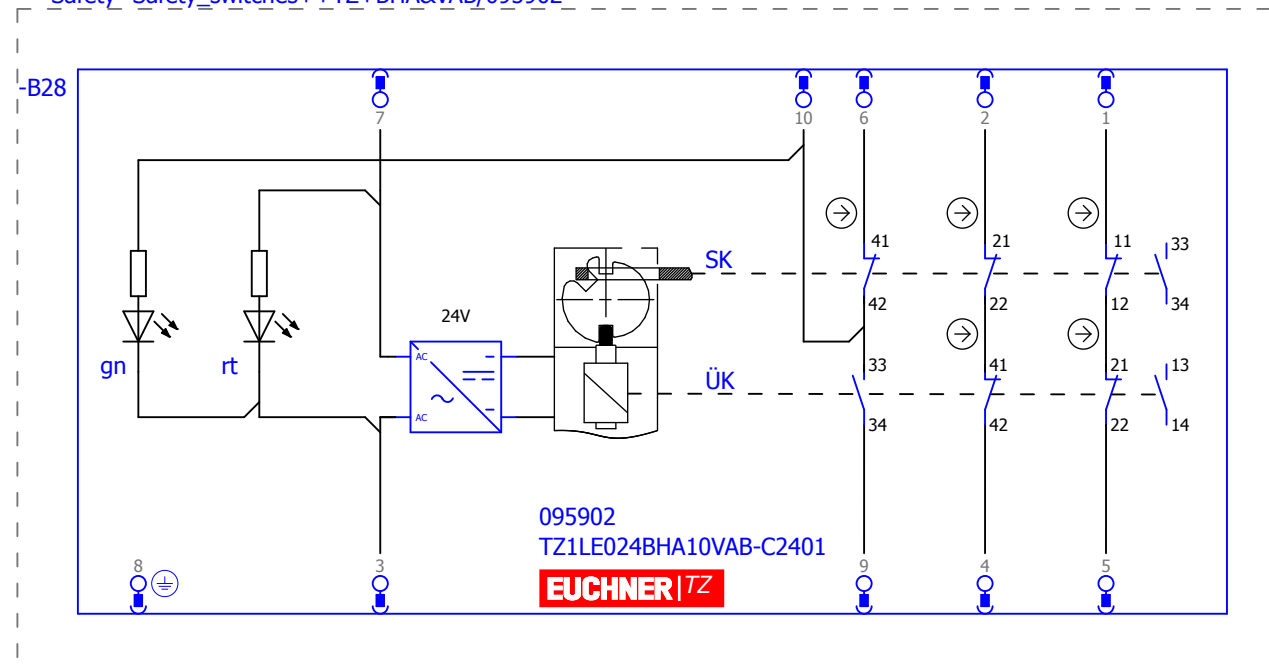 -B28
7 10 6 2 1
41 21 11 33
SK
42 22 12 34
24V
gn rt
AC
AC
33 41 21 13
ÜK
34 42 22 14
095902
TZ1LE024BHA10VAB-C2401
EUCHNER|TZ
8 3 9 4 5